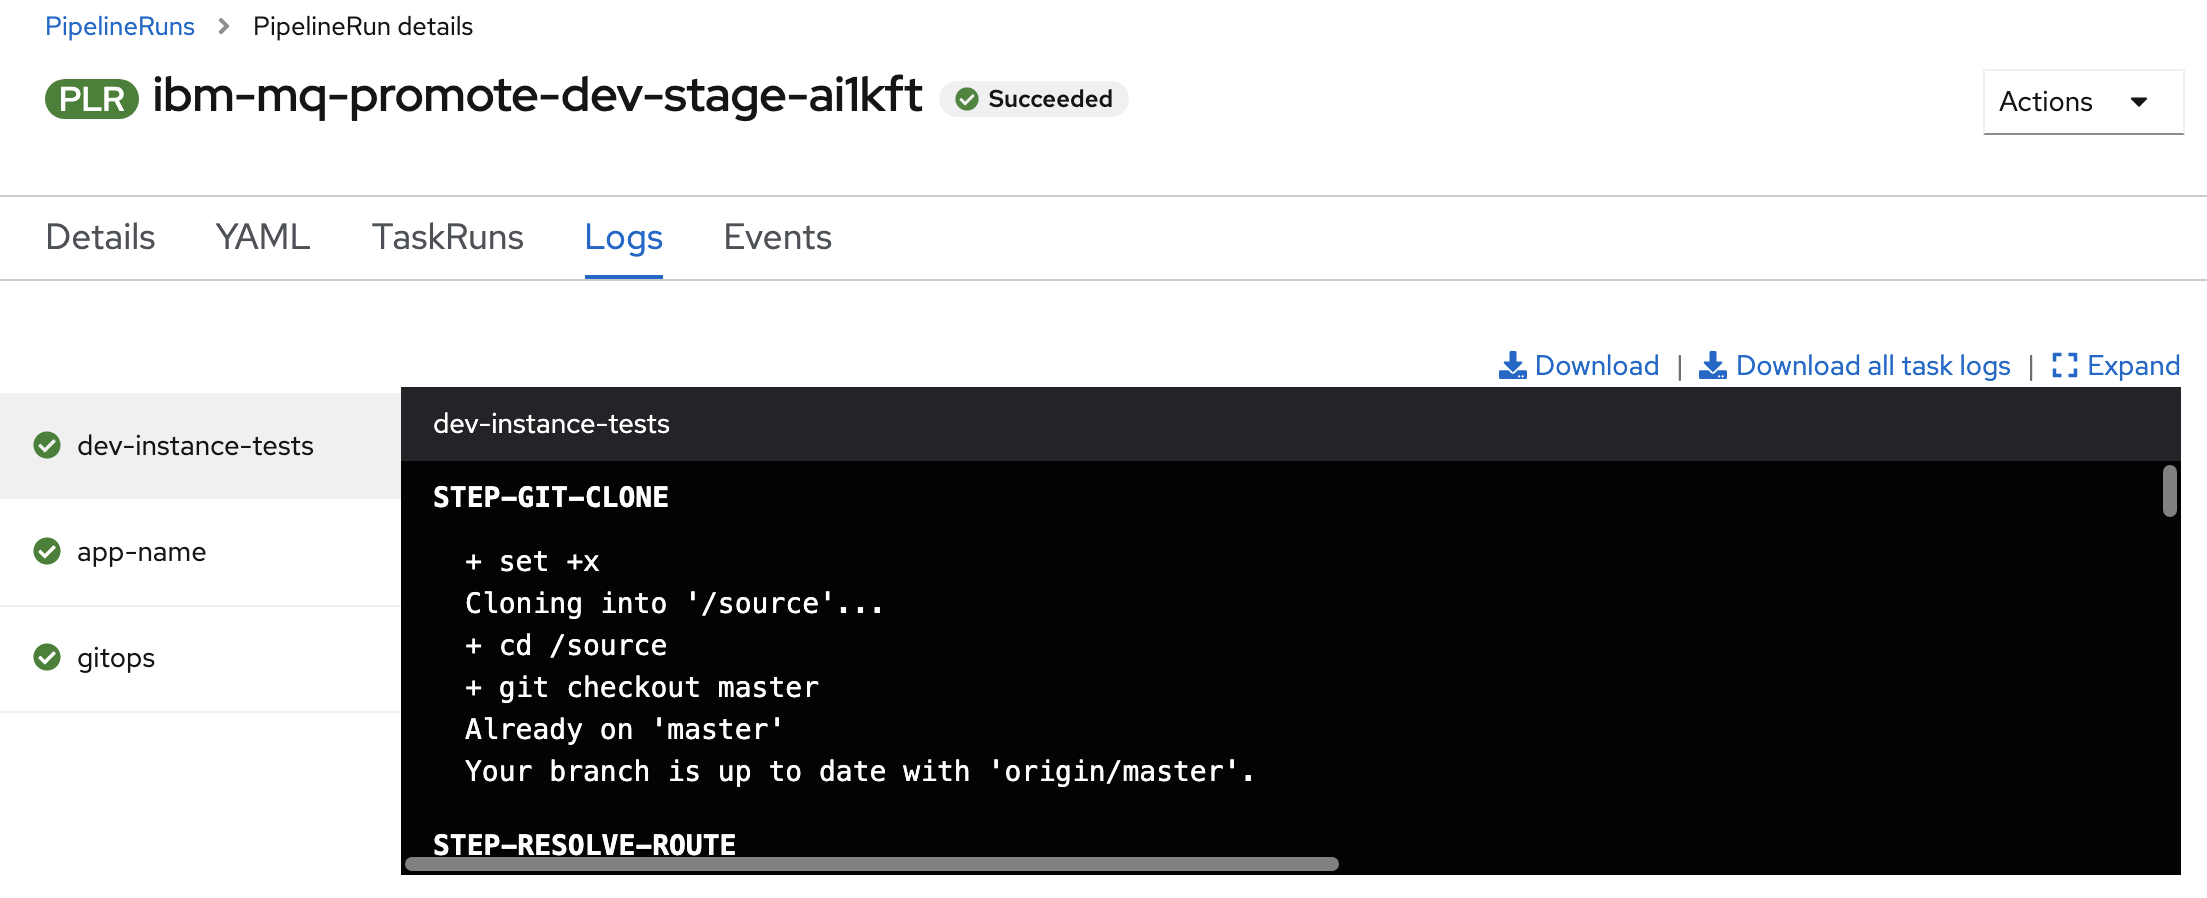 PipelineRuns > PipelineRun details
PLR ibm-mq-promote-dev-stage-ai1kft Succeeded
Actions
Details YAML TaskRuns Logs Events
Download | Download all task logs | Expand
dev-instance-tests
app-name
gitops
dev-instance-tests
STEP-GIT-CLONE
+ set +x
Cloning into '/source'...
+ cd /source
+ git checkout master
Already on 'master'
Your branch is up to date with 'origin/master'.
STEP-RESOLVE-ROUTE